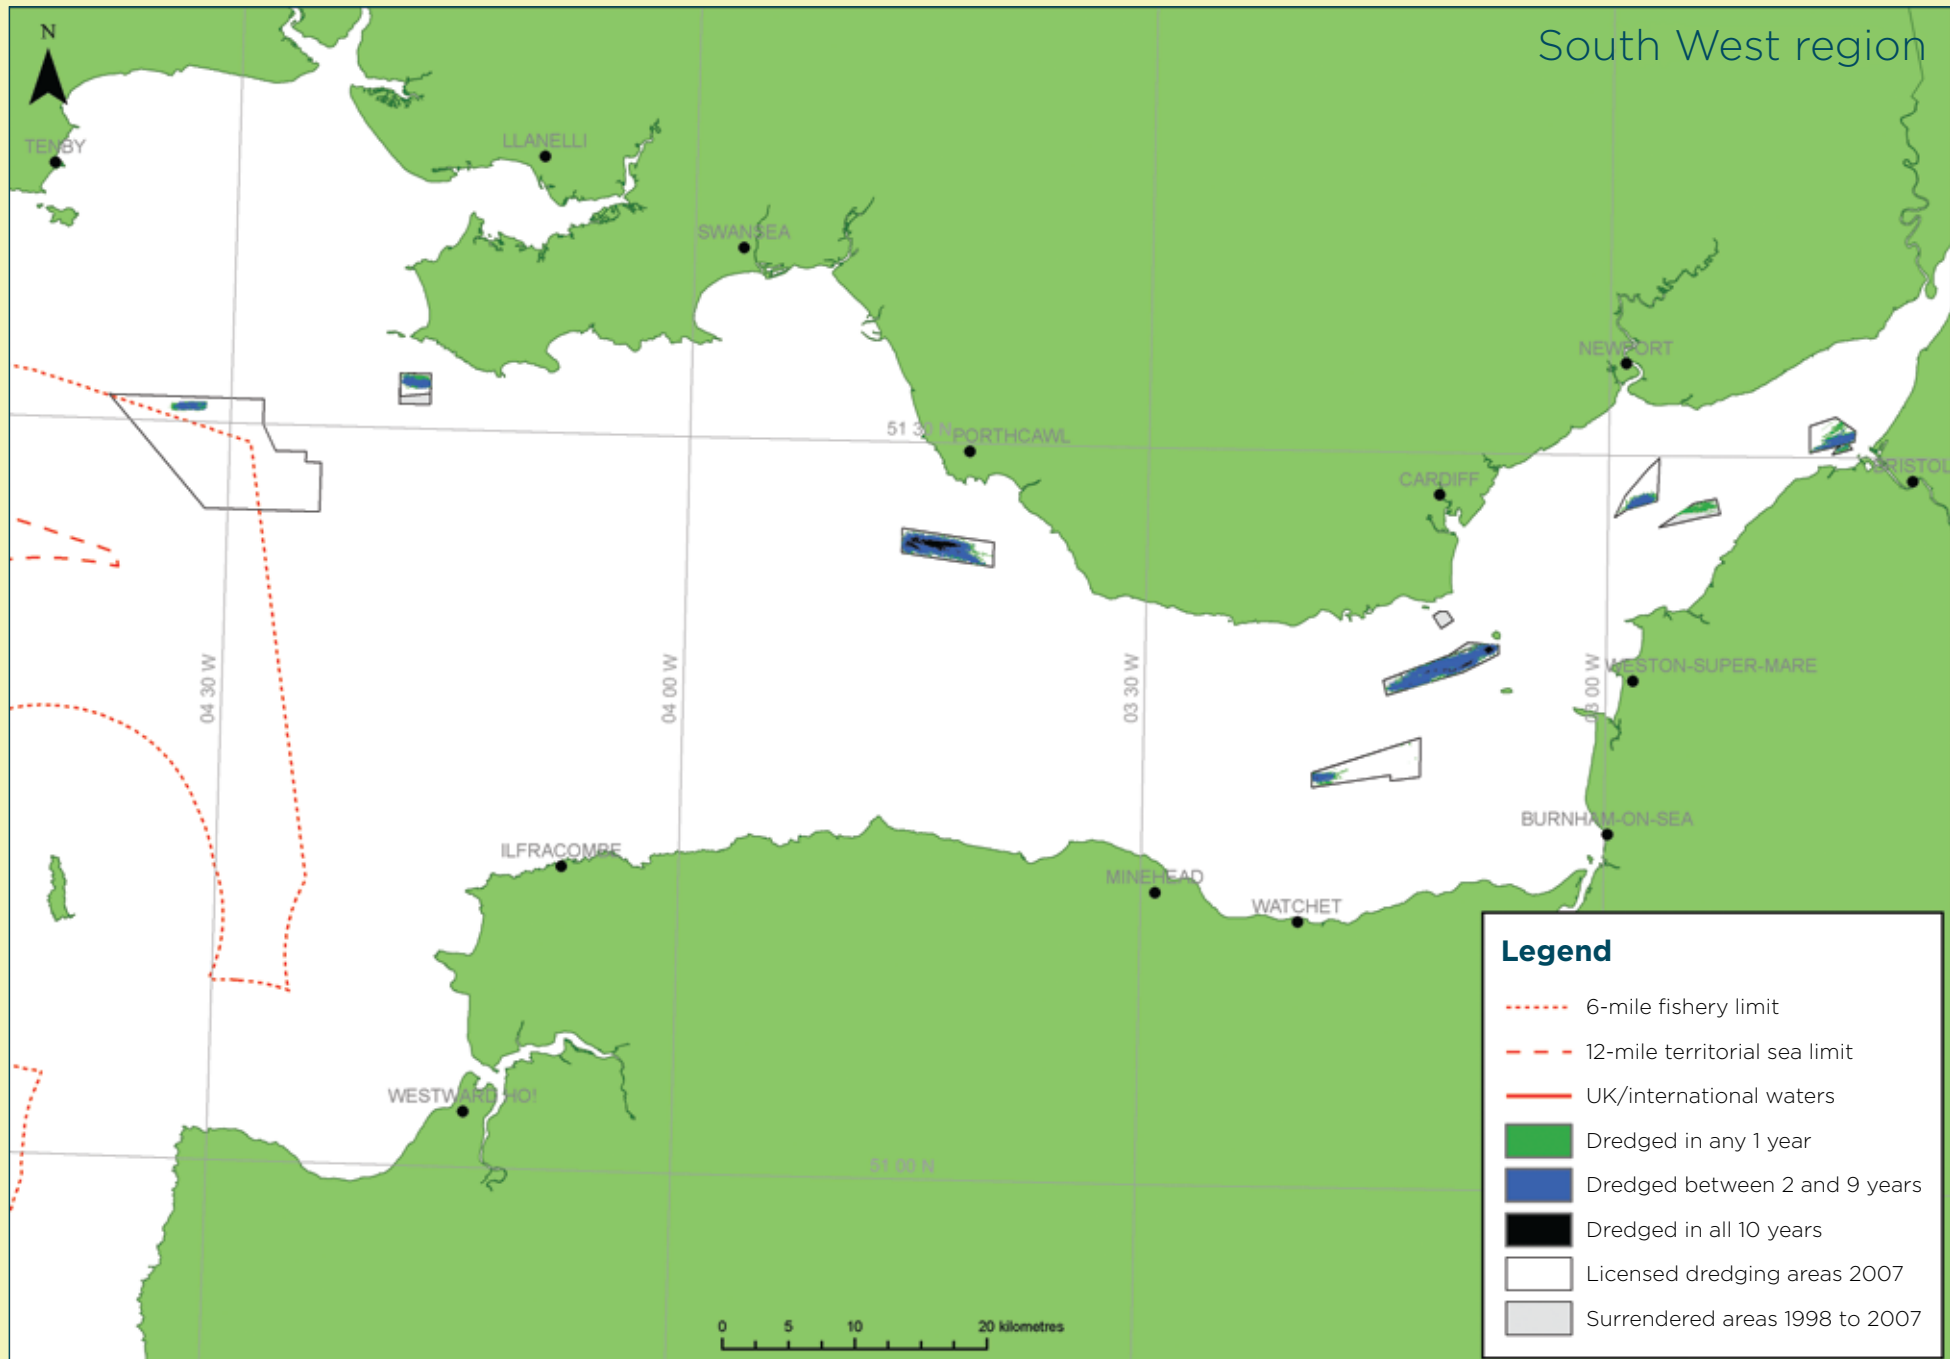 South West region
N
TENBY
LLANELLI
SWANSEA
NEWPORT
51 30 N
PORTHCAWL
CARDIFF
BRISTOL
04 30 W
04 00 W
03 30 W
03 00 W
WESTON-SUPER-MARE
BURNHAM-ON-SEA
ILFRACOMBE
MINEHEAD
WATCHET
WESTWARD HO!
51 00 N
Legend
6-mile fishery limit
12-mile territorial sea limit
UK/international waters
Dredged in any 1 year
Dredged between 2 and 9 years
Dredged in all 10 years
Licensed dredging areas 2007
Surrendered areas 1998 to 2007
0 5 10 20 kilometres